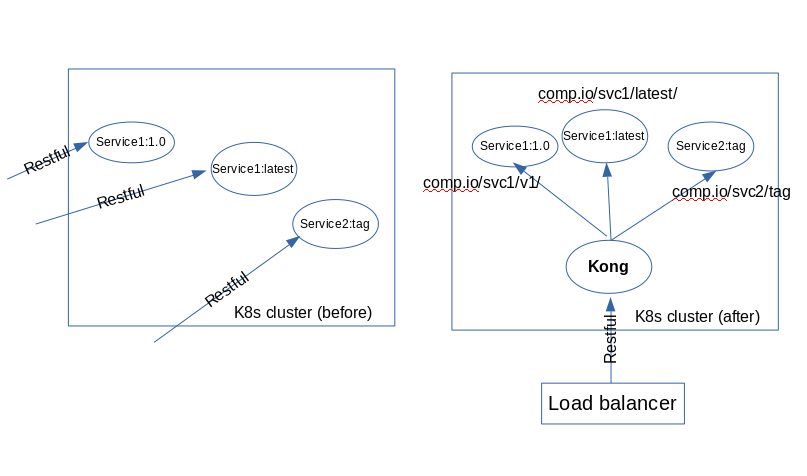 Service1:1.0
Restful
Service1:latest
Restful
Service2:tag
Restful
K8s cluster (before)
comp.io/svc1/latest/
Service1:1.0
Service1:latest
Service2:tag
comp.io/svc1/v1/
comp.io/svc2/tag
Kong
K8s cluster (after)
Restful
Load balancer